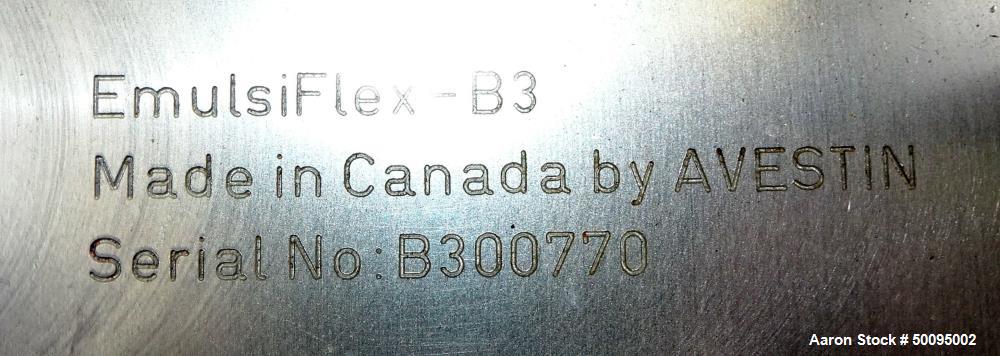 EmulsiFlex-B3
Made in Canada by AVESTIN
Serial No:B300770
Aaron Stock # 50095002